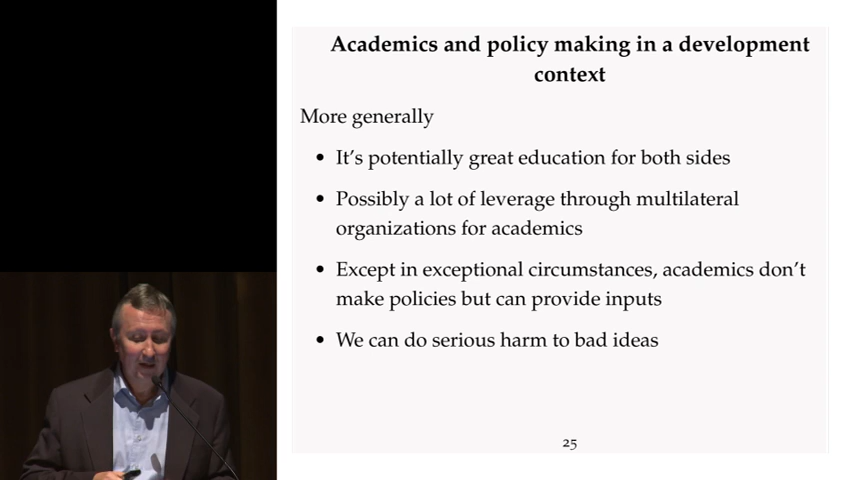 Academics and policy making in a development
context
More generally
• It's potentially great education for both sides
• Possibly a lot of leverage through multilateral
organizations for academics
• Except in exceptional circumstances, academics don't
make policies but can provide inputs
• We can do serious harm to bad ideas
25